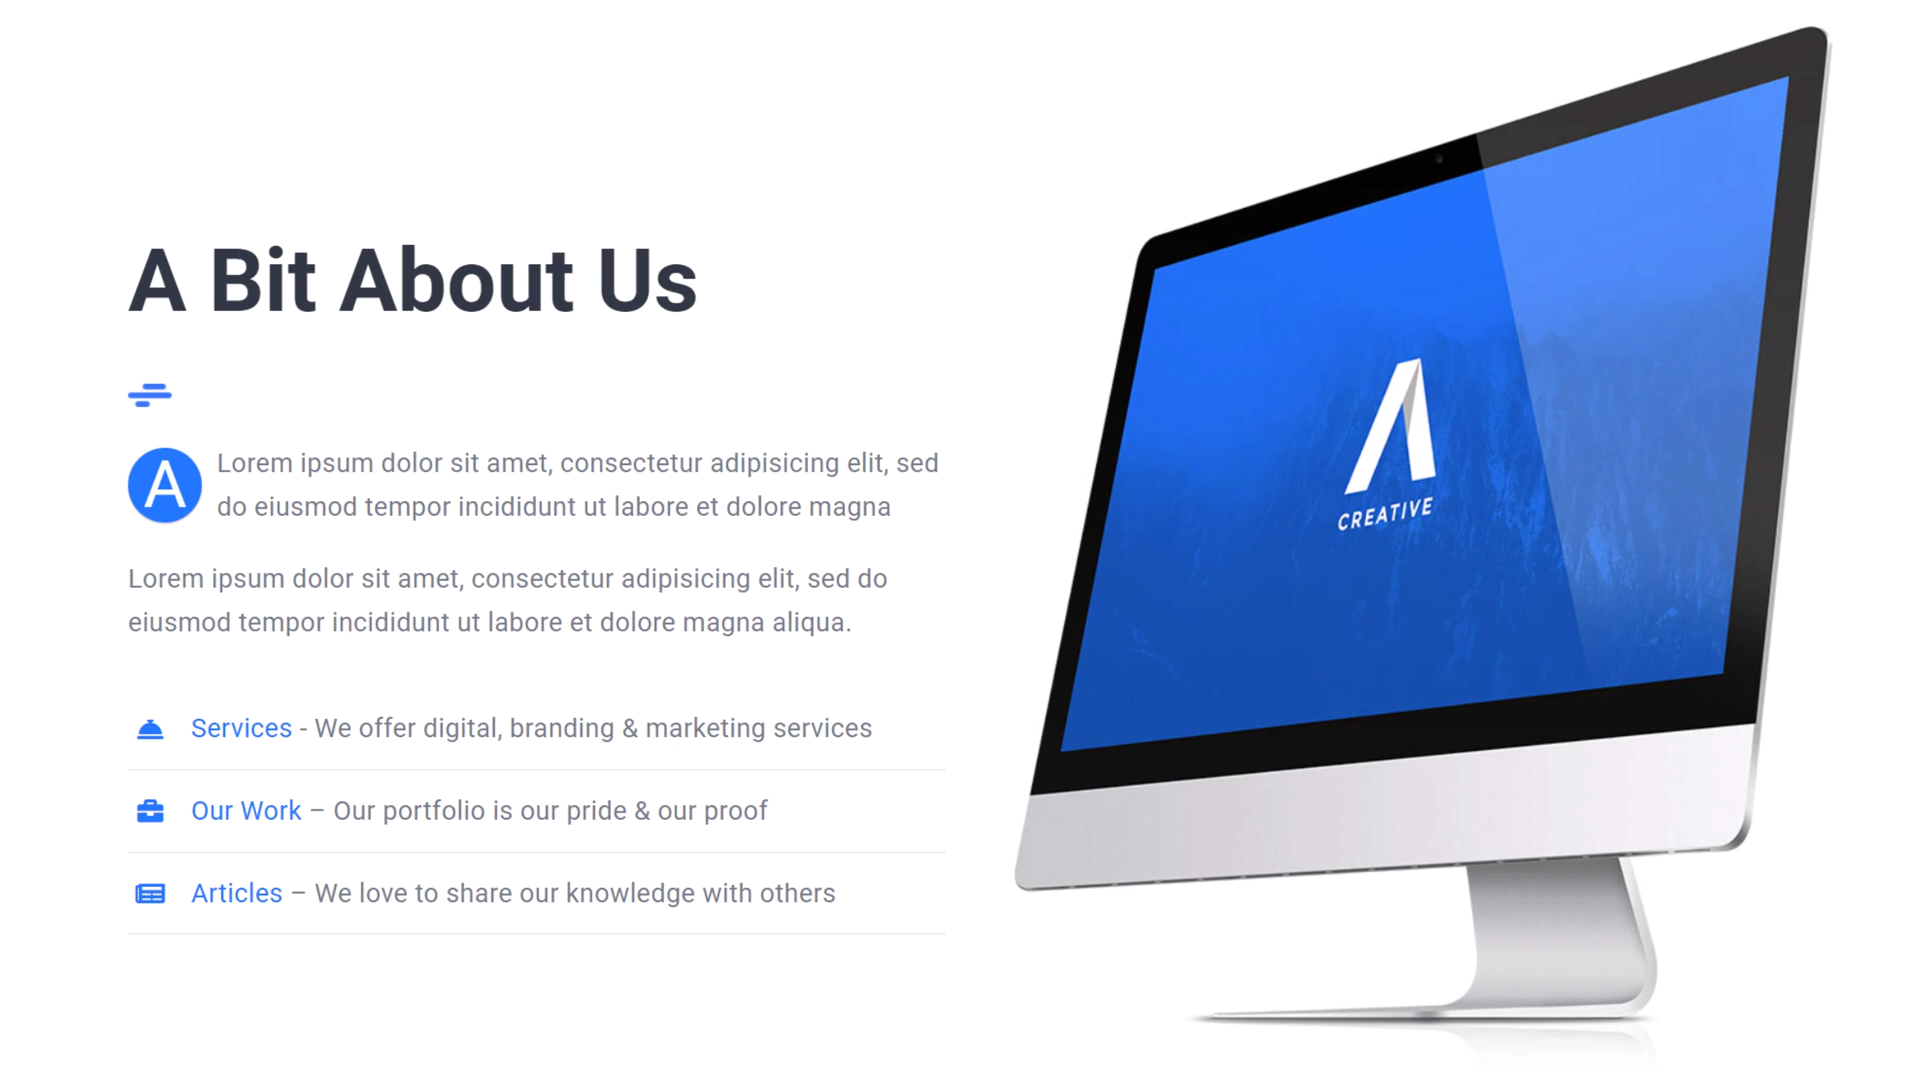 A Bit About Us
A Lorem ipsum dolor sit amet, consectetur adipisicing elit, sed
do eiusmod tempor incididunt ut labore et dolore magna
Lorem ipsum dolor sit amet, consectetur adipisicing elit, sed do
eiusmod tempor incididunt ut labore et dolore magna aliqua.
Services - We offer digital, branding & marketing services
Our Work – Our portfolio is our pride & our proof
Articles – We love to share our knowledge with others
CREATIVE